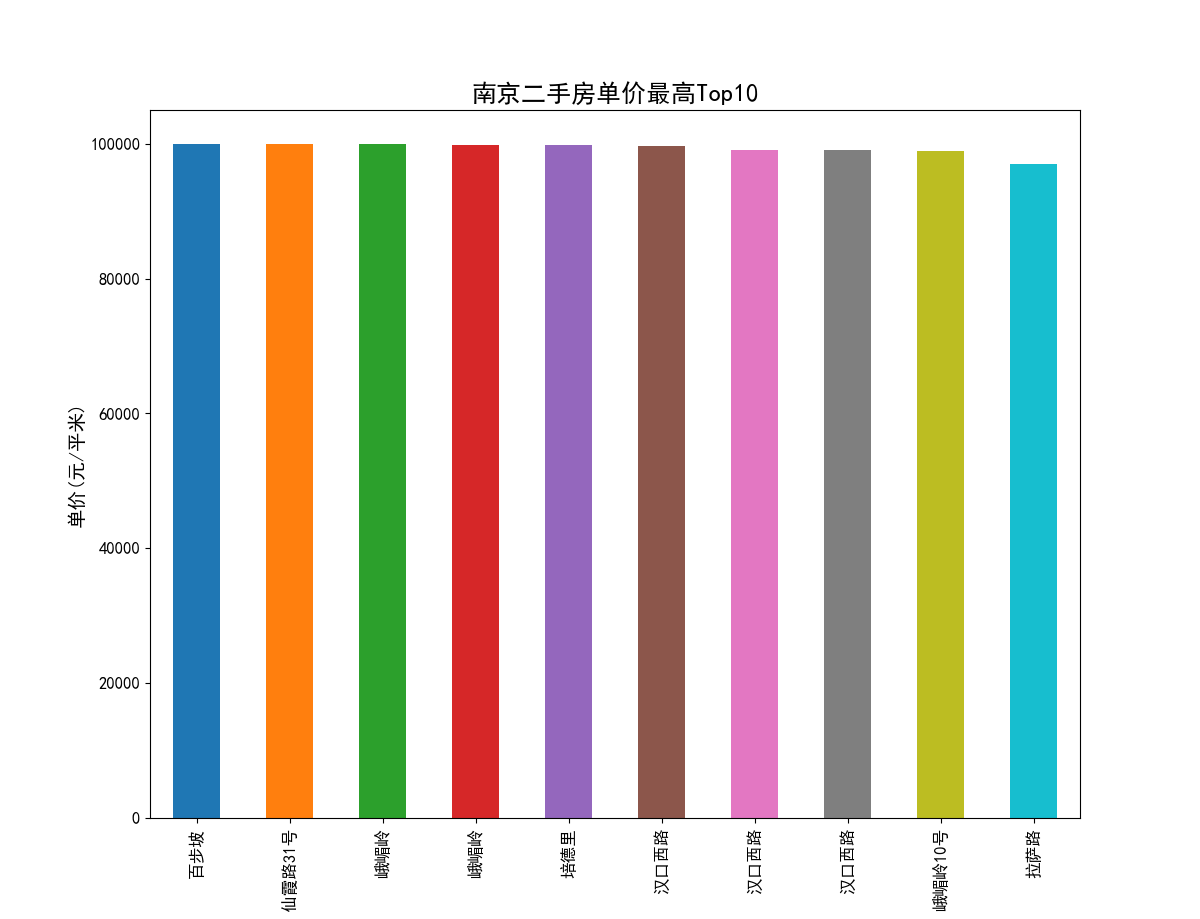 南京二手房单价最高Top10
单价(元/平米)
100000
80000
60000
40000
20000
0
百步坡
仙霞路31号
峨嵋岭
峨嵋岭
培德里
汉口西路
汉口西路
汉口西路
峨嵋岭10号
拉萨路